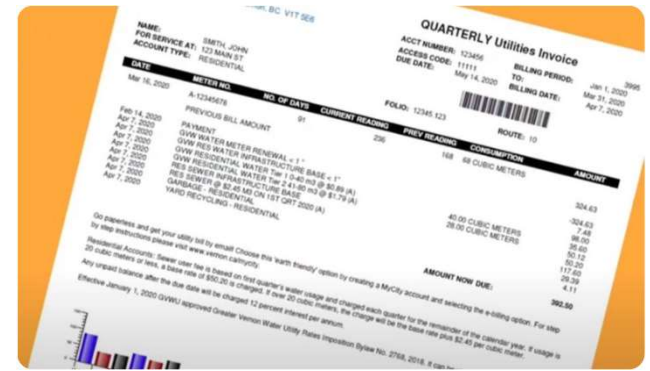 on, BC V1T 5E6
QUARTERLY Utilities Invoice
NAME: SMITH, JOHN
FOR SERVICE AT: 123 MAIN ST
ACCOUNT TYPE: RESIDENTIAL
ACCT NUMBER: 123456
ACCESS CODE: 11111
DUE DATE: May 14, 2020
3995
BILLING PERIOD: Jan 1, 2020
TO: Mar 31, 2020
BILLING DATE: Apr 7, 2020
FOLIO: 12345.123
ROUTE: 10
DATE METER NO. NO. OF DAYS CURRENT READING PREV READING CONSUMPTION AMOUNT
Mar 16, 2020 A-12345678 91 236 168 68 CUBIC METERS
PREVIOUS BILL AMOUNT 324.63
Feb 14, 2020 PAYMENT -324.63
Apr 7, 2020 GVW WATER METER RENEWAL < 1" 7.48
Apr 7, 2020 GVW RES WATER INFRASTRUCTURE BASE < 1" 98.00
Apr 7, 2020 GVW RESIDENTIAL WATER Tier 1 0-40 m3 @ $0.89 (A) 40.00 CUBIC METERS 35.60
Apr 7, 2020 GVW RESIDENTIAL WATER Tier 2 41-80 m3 @ $1.79 (A) 28.00 CUBIC METERS 50.12
Apr 7, 2020 RES SEWER INFRASTRUCTURE BASE 50.20
Apr 7, 2020 RES SEWER @ $2.45 M3 ON 1ST QRT 2020 (A) 117.60
Apr 7, 2020 GARBAGE - RESIDENTIAL 29.39
YARD RECYCLING - RESIDENTIAL 4.11
AMOUNT NOW DUE: 392.50
Go paperless and get your utility bill by email! Choose this 'earth friendly' option by creating a MyCity account and selecting the e-billing option. For step
by step instructions please visit www.vernon.ca/mycity.
Residential Accounts: Sewer user fee is based on first quarter's water usage and charged each quarter for the remainder of the calendar year. If usage is
20 cubic meters or less, a base rate of $50.20 is charged. If over 20 cubic meters, the charge will be the base rate plus $2.45 per cubic meter.
Any unpaid balance after the due date will be charged 12 percent interest per annum.
Effective January 1, 2020 GVWU approved Greater Vernon Water Utility Rates Imposition Bylaw No. 2768, 2018. It can be